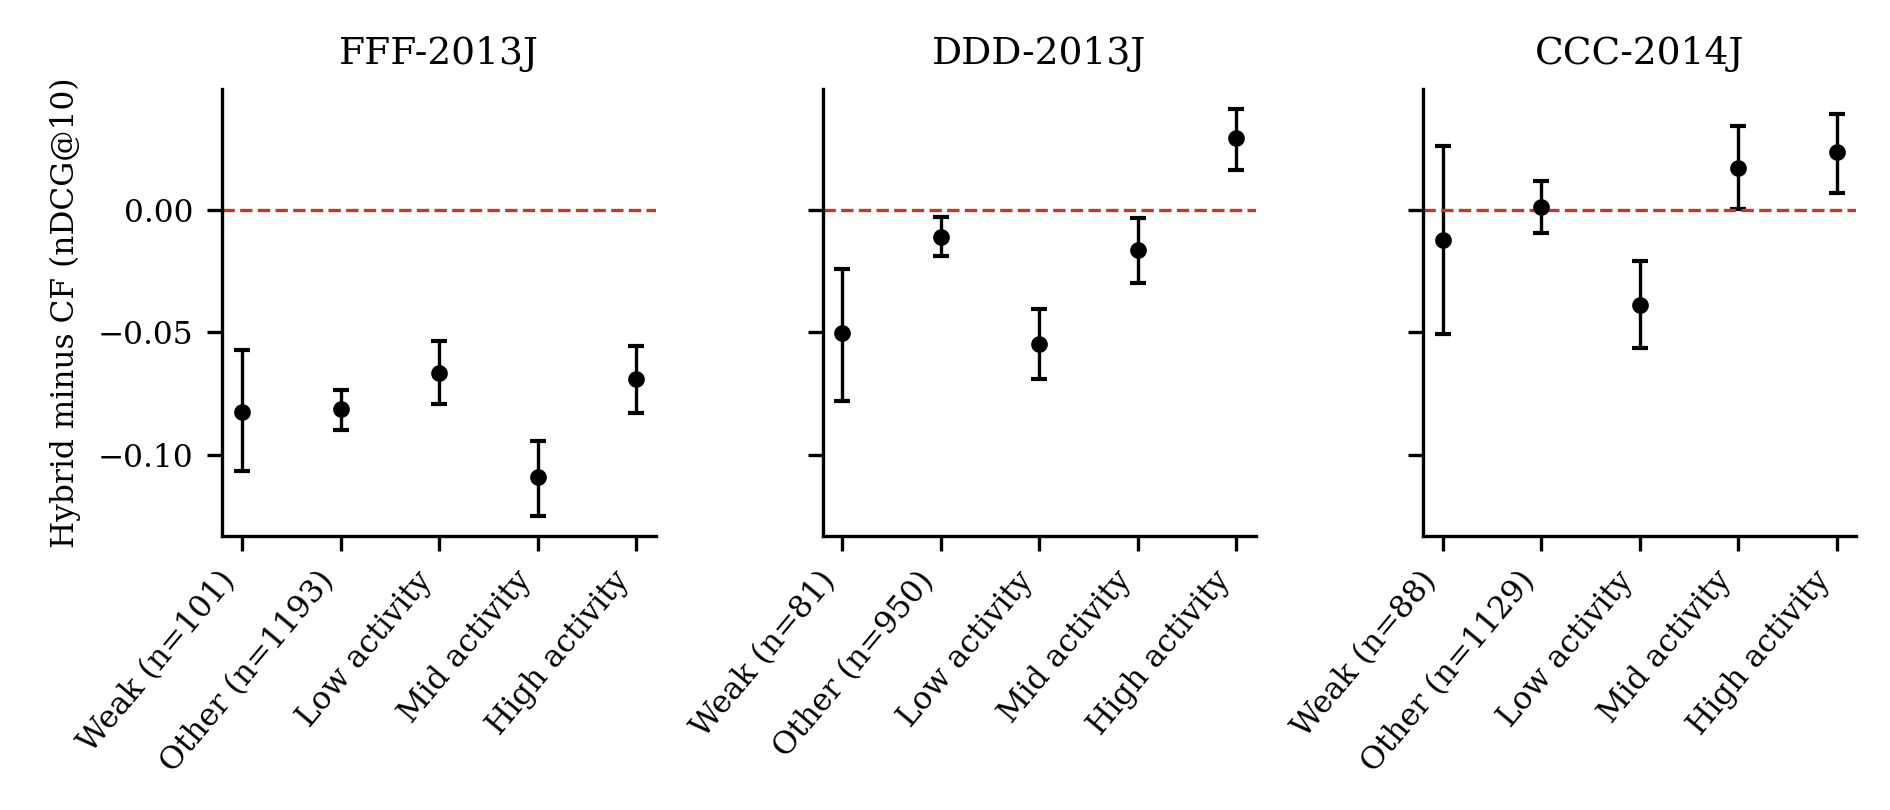 FFF-2013J
DDD-2013J
CCC-2014J
Hybrid minus CF (nDCG@10)
0.00
−0.05
−0.10
Weak (n=101)
Other (n=1193)
Low activity
Mid activity
High activity
Weak (n=81)
Other (n=950)
Low activity
Mid activity
High activity
Weak (n=88)
Other (n=1129)
Low activity
Mid activity
High activity